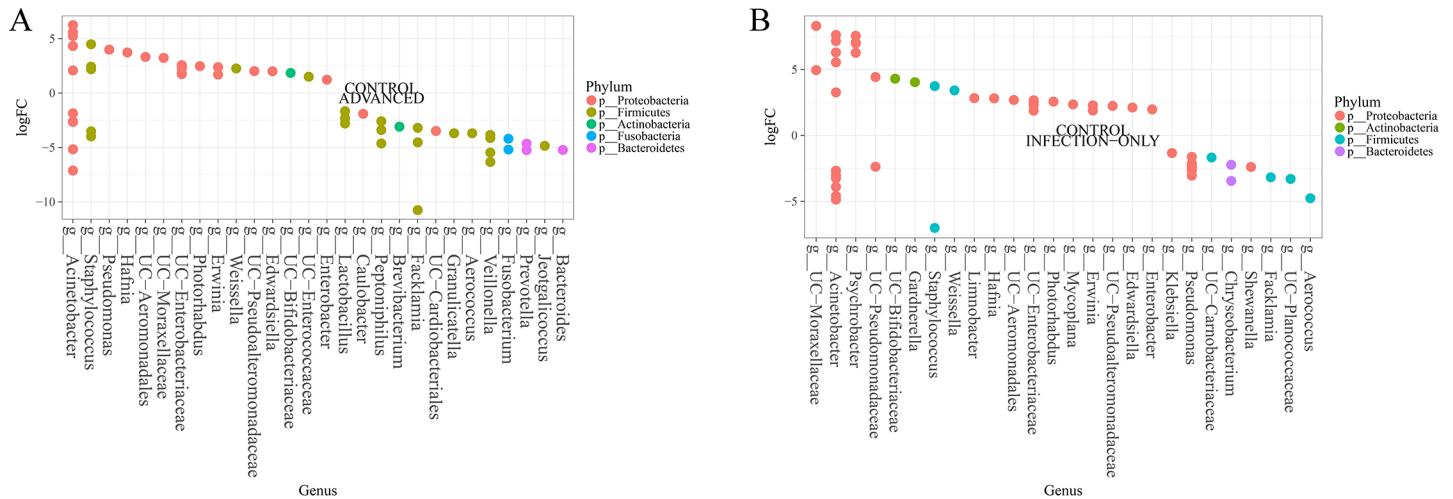 A
logFC
5
0
-5
-10
CONTROL
ADVANCED
Phylum
p__Proteobacteria
p__Firmicutes
p__Actinobacteria
p__Fusobacteria
p__Bacteroidetes
g__Acinetobacter
g__Staphylococcus
g__Pseudomonas
g__Hafnia
g__UC-Aeromonadales
g__UC-Moraxellaceae
g__UC-Enterobacteriaceae
g__Photorhabdus
g__Erwinia
g__Weissella
g__UC-Pseudoalteromonadaceae
g__Edwardsiella
g__UC-Bifidobacteriaceae
g__UC-Enterococcaceae
g__Enterobacter
g__Lactobacillus
g__Caulobacter
g__Peptoniphilus
g__Brevibacterium
g__Facklamia
g__UC-Cardiobacteriales
g__Granulicatella
g__Aerococcus
g__Veillonella
g__Fusobacterium
g__Prevotella
g__Jeotgalicoccus
g__Bacteroides
Genus
B
logFC
5
0
-5
CONTROL
INFECTION-ONLY
Phylum
p__Proteobacteria
p__Actinobacteria
p__Firmicutes
p__Bacteroidetes
g__UC-Moraxellaceae
g__Acinetobacter
g__Psychrobacter
g__UC-Pseudomonadaceae
g__UC-Bifidobacteriaceae
g__Gardnerella
g__Staphylococcus
g__Weissella
g__Limnobacter
g__Hafnia
g__UC-Aeromonadales
g__UC-Enterobacteriaceae
g__Photorhabdus
g__Mycoplana
g__Erwinia
g__UC-Pseudoalteromonadaceae
g__Edwardsiella
g__Enterobacter
g__Klebsiella
g__Pseudomonas
g__UC-Carnobacteriaceae
g__Chryseobacterium
g__Shewanella
g__Facklamia
g__UC-Planococcaceae
g__Aerococcus
Genus